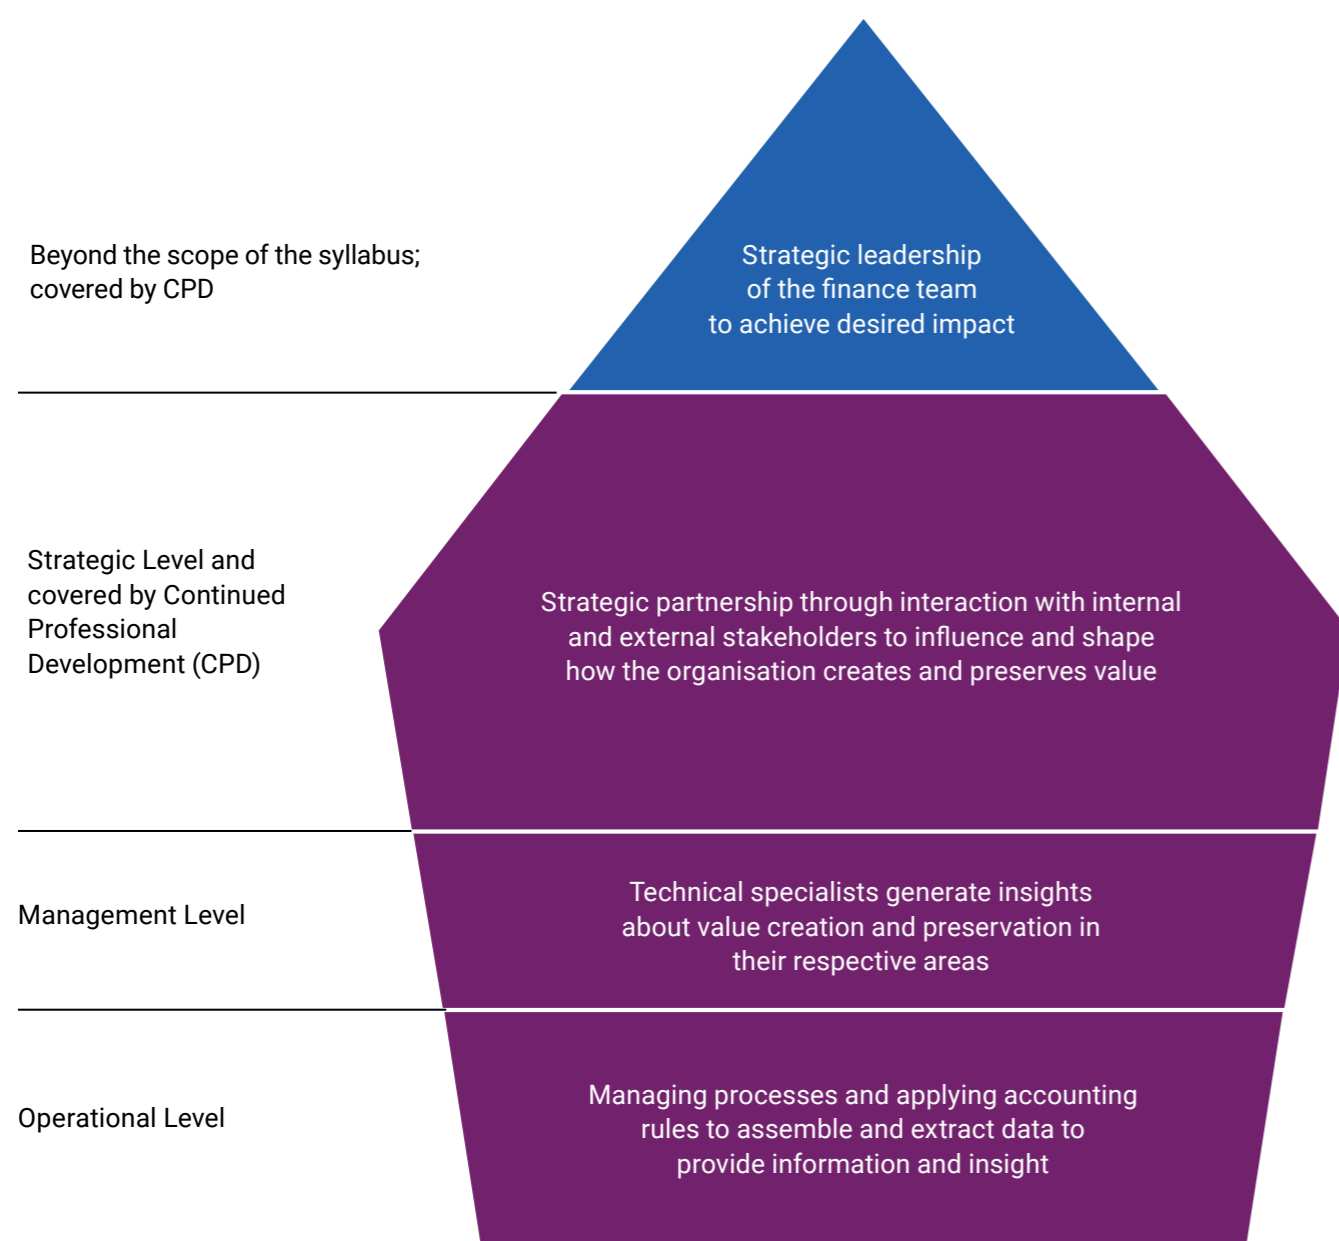 Beyond the scope of the syllabus;
covered by CPD
Strategic leadership
of the finance team
to achieve desired impact
Strategic Level and
covered by Continued
Professional
Development (CPD)
Strategic partnership through interaction with internal
and external stakeholders to influence and shape
how the organisation creates and preserves value
Management Level
Technical specialists generate insights
about value creation and preservation in
their respective areas
Operational Level
Managing processes and applying accounting
rules to assemble and extract data to
provide information and insight